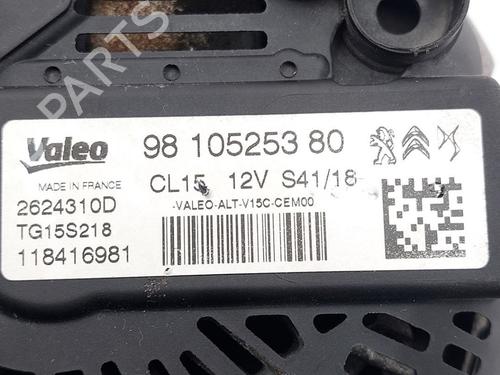 PARTS
Valeo
98 105253 80
MADE IN FRANCE
CL15 12V S41/18
2624310D
-VALEO-ALT-V15C-CEM00
TG15S218
118416981